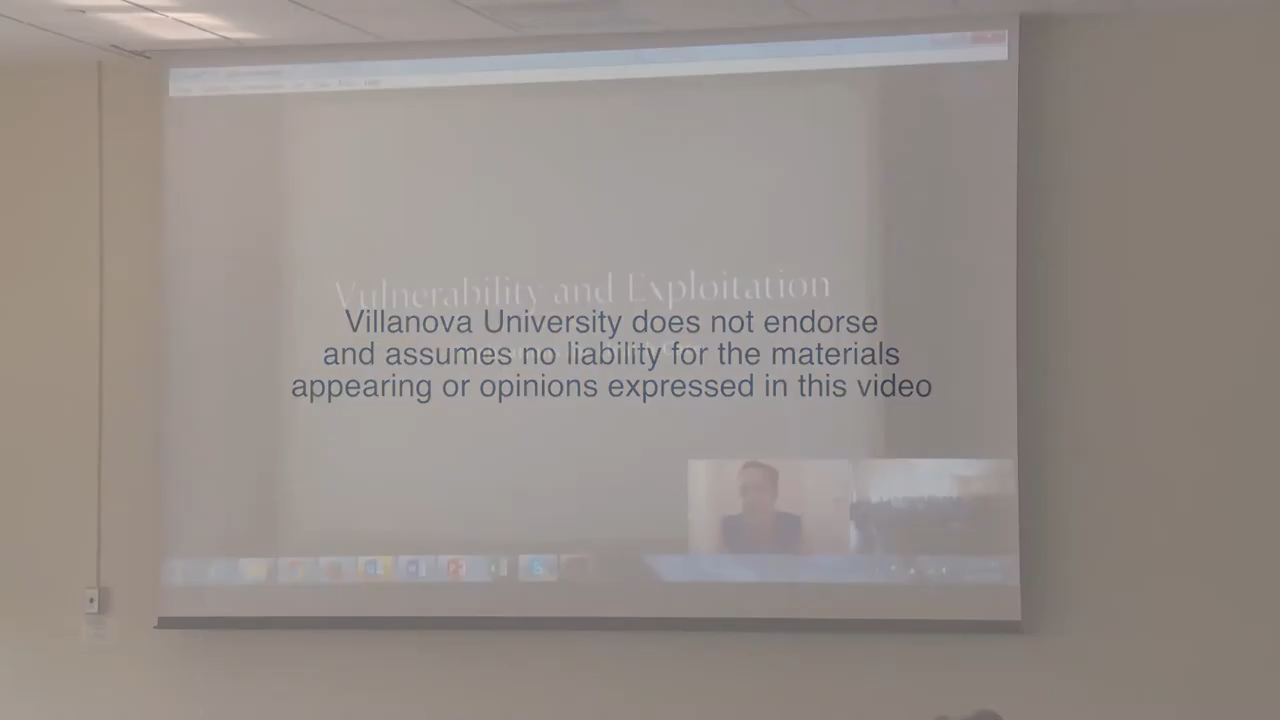 Vulnerability and Exploitation
Villanova University does not endorse
and assumes no liability for the materials
appearing or opinions expressed in this video